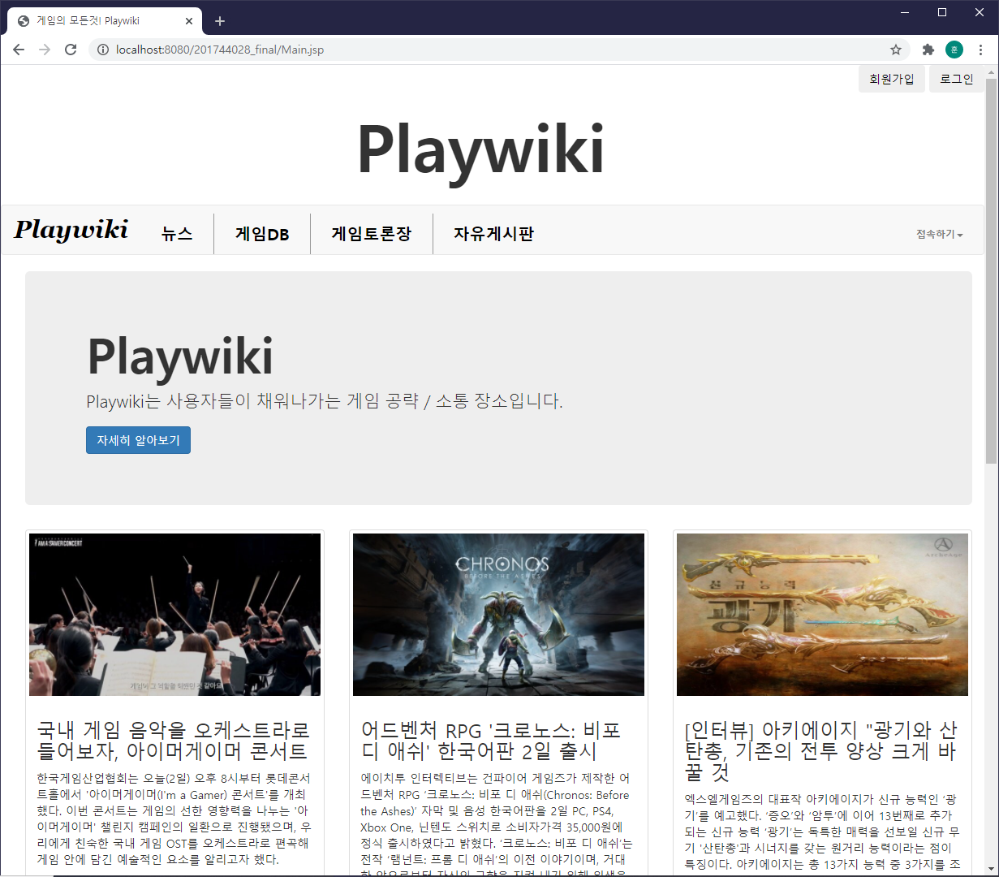 게임의 모든것! Playwiki
localhost:8080/201744028_final/Main.jsp
훈
회원가입
로그인
Playwiki
Playwiki
뉴스
게임DB
게임토론장
자유게시판
접속하기
Playwiki
Playwiki는 사용자들이 채워나가는 게임 공략 / 소통 장소입니다.
자세히 알아보기
I AM A GAMER CONCERT
CHRONOS
BEFORE THE ASHES
ArcheAge
신규능력
광기
국내 게임 음악을 오케스트라로
들어보자, 아이머게이머 콘서트
한국게임산업협회는 오늘(2일) 오후 8시부터 롯데콘서
트홀에서 '아이머게이머(I'm a Gamer) 콘서트'를 개최
했다. 이번 콘서트는 게임의 선한 영향력을 나누는 '아
이머게이머' 챌린지 캠페인의 일환으로 진행됐으며, 우
리에게 친숙한 국내 게임 OST를 오케스트라로 편곡해
게임 안에 담긴 예술적인 요소를 알리고자 했다.
어드벤처 RPG '크로노스: 비포
디 애쉬' 한국어판 2일 출시
에이치투 인터렉티브는 건파이어 게임즈가 제작한 어
드벤처 RPG ‘크로노스: 비포 디 애쉬(Chronos: Before
the Ashes)’ 자막 및 음성 한국어판을 2일 PC, PS4,
Xbox One, 닌텐도 스위치로 소비자가격 35,000원에
정식 출시하였다고 밝혔다. ‘크로노스: 비포 디 애쉬’는
전작 ‘램넌트: 프롬 디 애쉬’의 이전 이야기이며, 거대
한 악으로부터 자신의 고향을 지켜 내기 위해 인생을
[인터뷰] 아키에이지 "광기와 산
탄총, 기존의 전투 양상 크게 바
꿀 것
엑스엘게임즈의 대표작 아키에이지가 신규 능력인 ‘광
기’를 예고했다. ‘증오’와 ‘암투’에 이어 13번째로 추가
되는 신규 능력 ‘광기’는 독특한 매력을 선보일 신규 무
기 '산탄총'과 시너지를 갖는 원거리 능력이라는 점이
특징이다. 아키에이지는 총 13가지 능력 중 3가지를 조